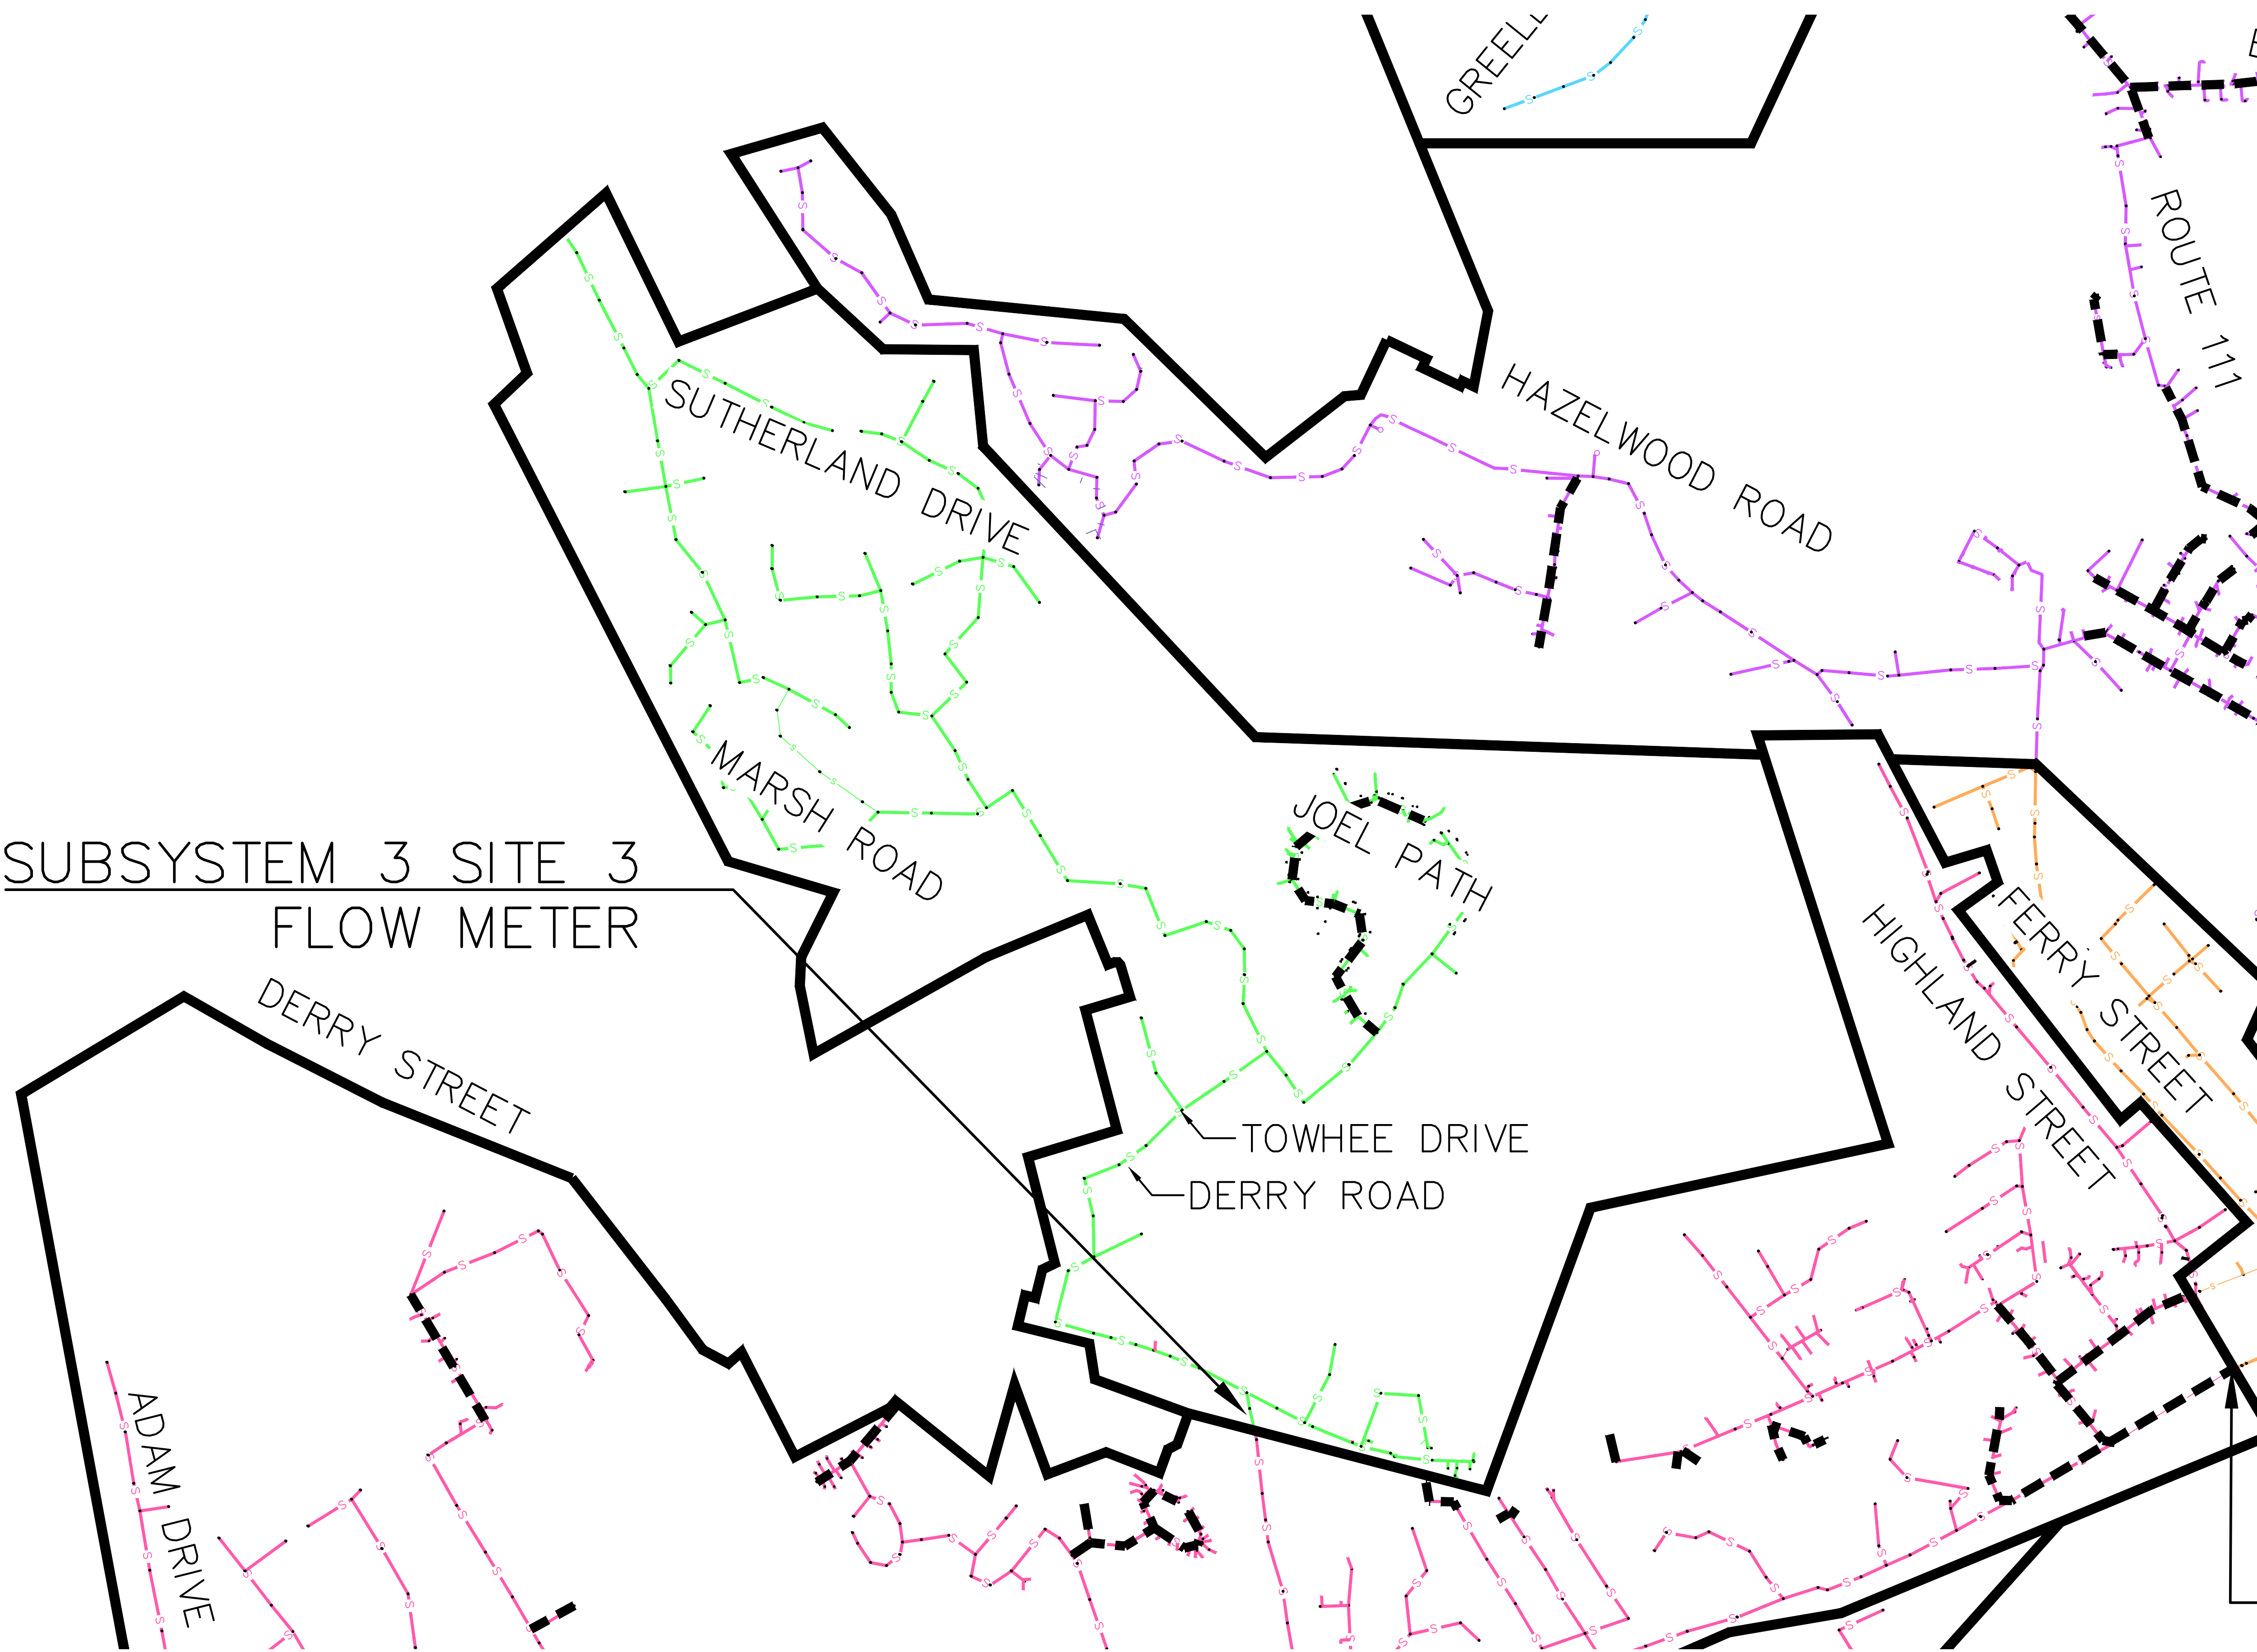 GREEL
ROUTE 111
HAZELWOOD ROAD
SUTHERLAND DRIVE
MARSH ROAD
JOEL PATH
SUBSYSTEM 3 SITE 3
FLOW METER
FERRY STREET
HIGHLAND STREET
DERRY STREET
TOWHEE DRIVE
DERRY ROAD
ADAM DRIVE